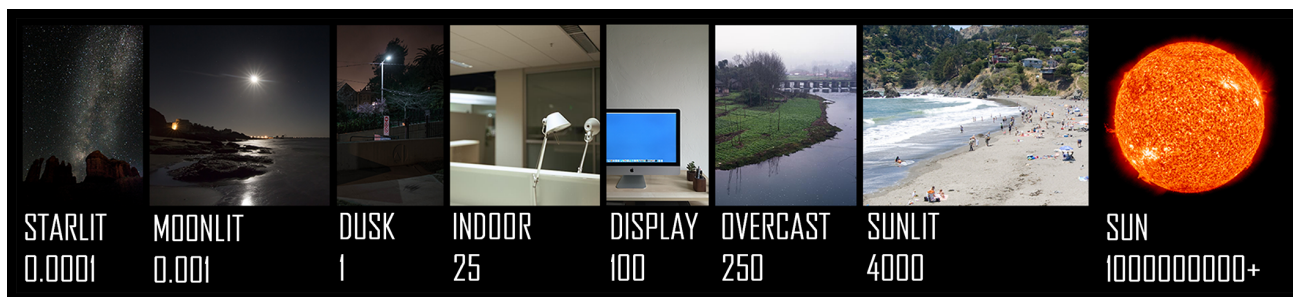 STARLIT
0.0001
MOONLIT
0.001
DUSK
1
INDOOR
25
DISPLAY
100
OVERCAST
250
SUNLIT
4000
SUN
1000000000+